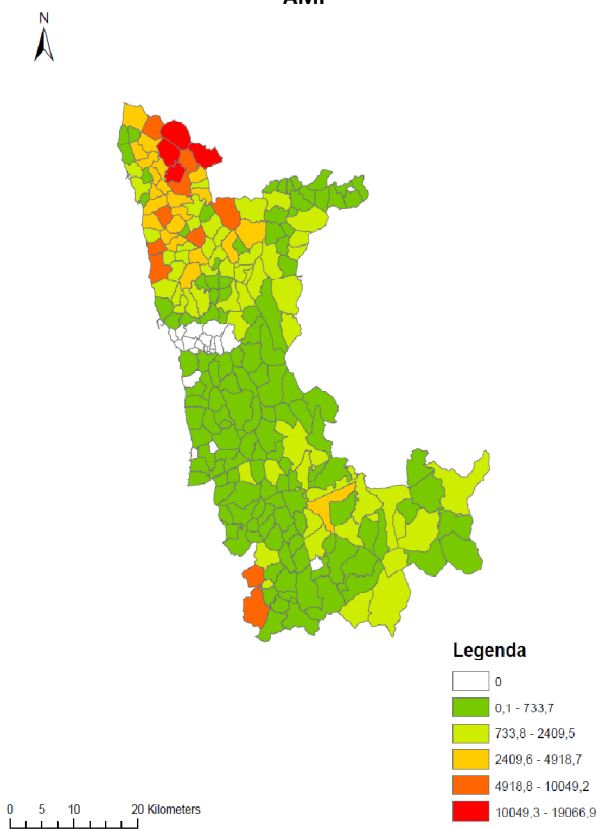 AMP
N
Legenda
0
0,1 - 733,7
733,8 - 2409,5
2409,6 - 4918,7
4918,8 - 10049,2
10049,3 - 19066,9
0 5 10 20 Kilometers